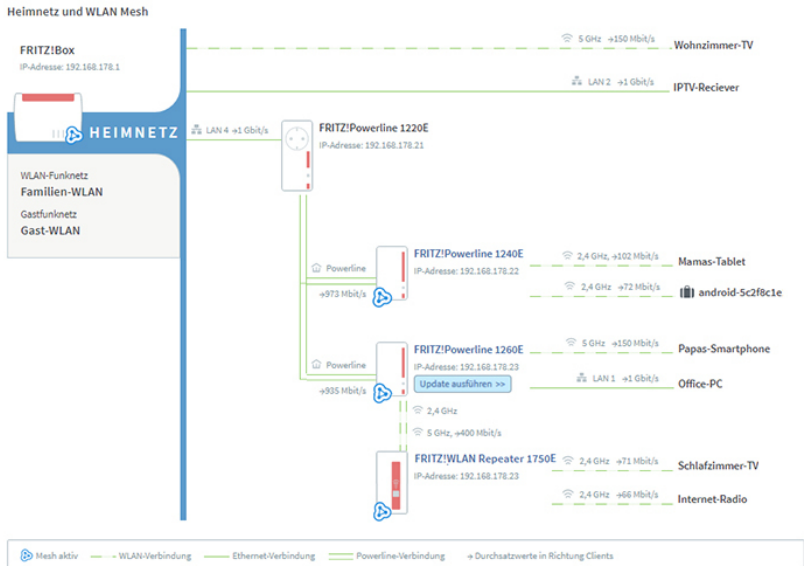 Heimnetz und WLAN Mesh
FRITZ!Box
IP-Adresse: 192.168.178.1
HEIMNETZ
WLAN-Funknetz
Familien-WLAN
Gastfunknetz
Gast-WLAN
5 GHz →150 Mbit/s
Wohnzimmer-TV
LAN 2 →1 Gbit/s
IPTV-Reciever
LAN 4 →1 Gbit/s
FRITZ!Powerline 1220E
IP-Adresse: 192.168.178.21
Powerline
→973 Mbit/s
FRITZ!Powerline 1240E
IP-Adresse: 192.168.178.22
2,4 GHz, →102 Mbit/s
Mamas-Tablet
2,4 GHz →72 Mbit/s
android-5c2f8c1e
Powerline
→935 Mbit/s
FRITZ!Powerline 1260E
IP-Adresse: 192.168.178.23
Update ausführen >>
5 GHz →150 Mbit/s
Papas-Smartphone
LAN 1 →1 Gbit/s
Office-PC
2,4 GHz
5 GHz, →400 Mbit/s
FRITZ!WLAN Repeater 1750E
IP-Adresse: 192.168.178.23
2,4 GHz →71 Mbit/s
Schlafzimmer-TV
2,4 GHz →66 Mbit/s
Internet-Radio
Mesh aktiv
WLAN-Verbindung
Ethernet-Verbindung
Powerline-Verbindung
→ Durchsatzwerte in Richtung Clients